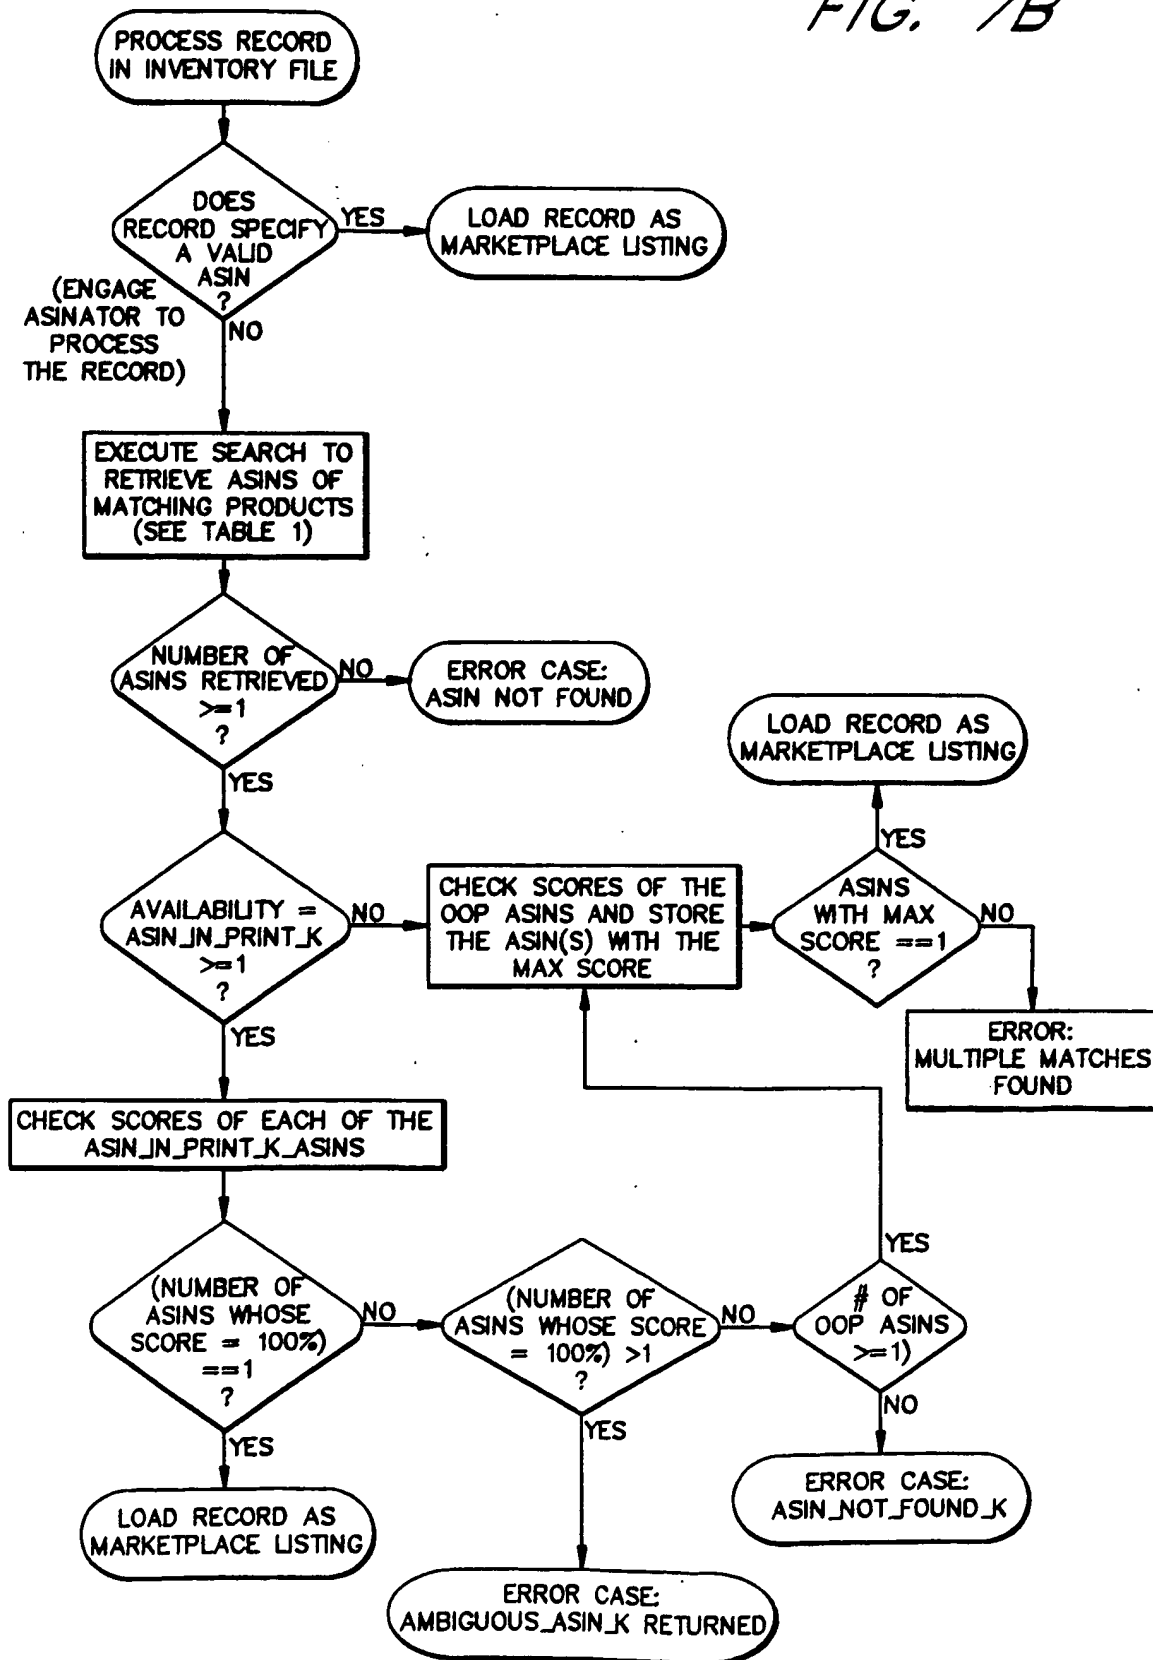 FIG. 7B
PROCESS RECORD
IN INVENTORY FILE
DOES
RECORD SPECIFY
A VALID
ASIN
?
YES
LOAD RECORD AS
MARKETPLACE LISTING
(ENGAGE
ASINATOR TO
PROCESS
THE RECORD)
NO
EXECUTE SEARCH TO
RETRIEVE ASINS OF
MATCHING PRODUCTS
(SEE TABLE 1)
NUMBER OF
ASINS RETRIEVED
>=1
?
NO
ERROR CASE:
ASIN NOT FOUND
YES
LOAD RECORD AS
MARKETPLACE LISTING
YES
AVAILABILITY =
ASIN_IN_PRINT_K
>=1
?
NO
CHECK SCORES OF THE
OOP ASINS AND STORE
THE ASIN(S) WITH THE
MAX SCORE
ASINS
WITH MAX
SCORE ==1
?
NO
ERROR:
MULTIPLE MATCHES
FOUND
YES
CHECK SCORES OF EACH OF THE
ASIN_IN_PRINT_K_ASINS
(NUMBER OF
ASINS WHOSE
SCORE = 100%)
==1
?
NO
(NUMBER OF
ASINS WHOSE SCORE
= 100%) >1
?
NO
YES
# OF
OOP ASINS
>=1)
NO
ERROR CASE:
ASIN_NOT_FOUND_K
YES
LOAD RECORD AS
MARKETPLACE LISTING
YES
ERROR CASE:
AMBIGUOUS_ASIN_K RETURNED